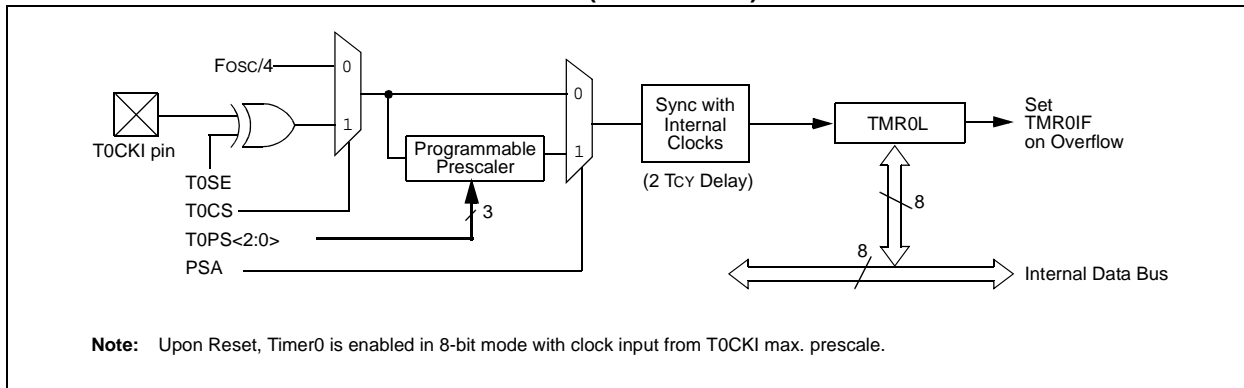 FOSC/4
0
1
T0CKI pin
T0SE
T0CS
T0PS<2:0>
PSA
Programmable
Prescaler
3
0
1
Sync with
Internal
Clocks
(2 TCY Delay)
TMR0L
Set
TMR0IF
on Overflow
8
8
Internal Data Bus
Note: Upon Reset, Timer0 is enabled in 8-bit mode with clock input from T0CKI max. prescale.